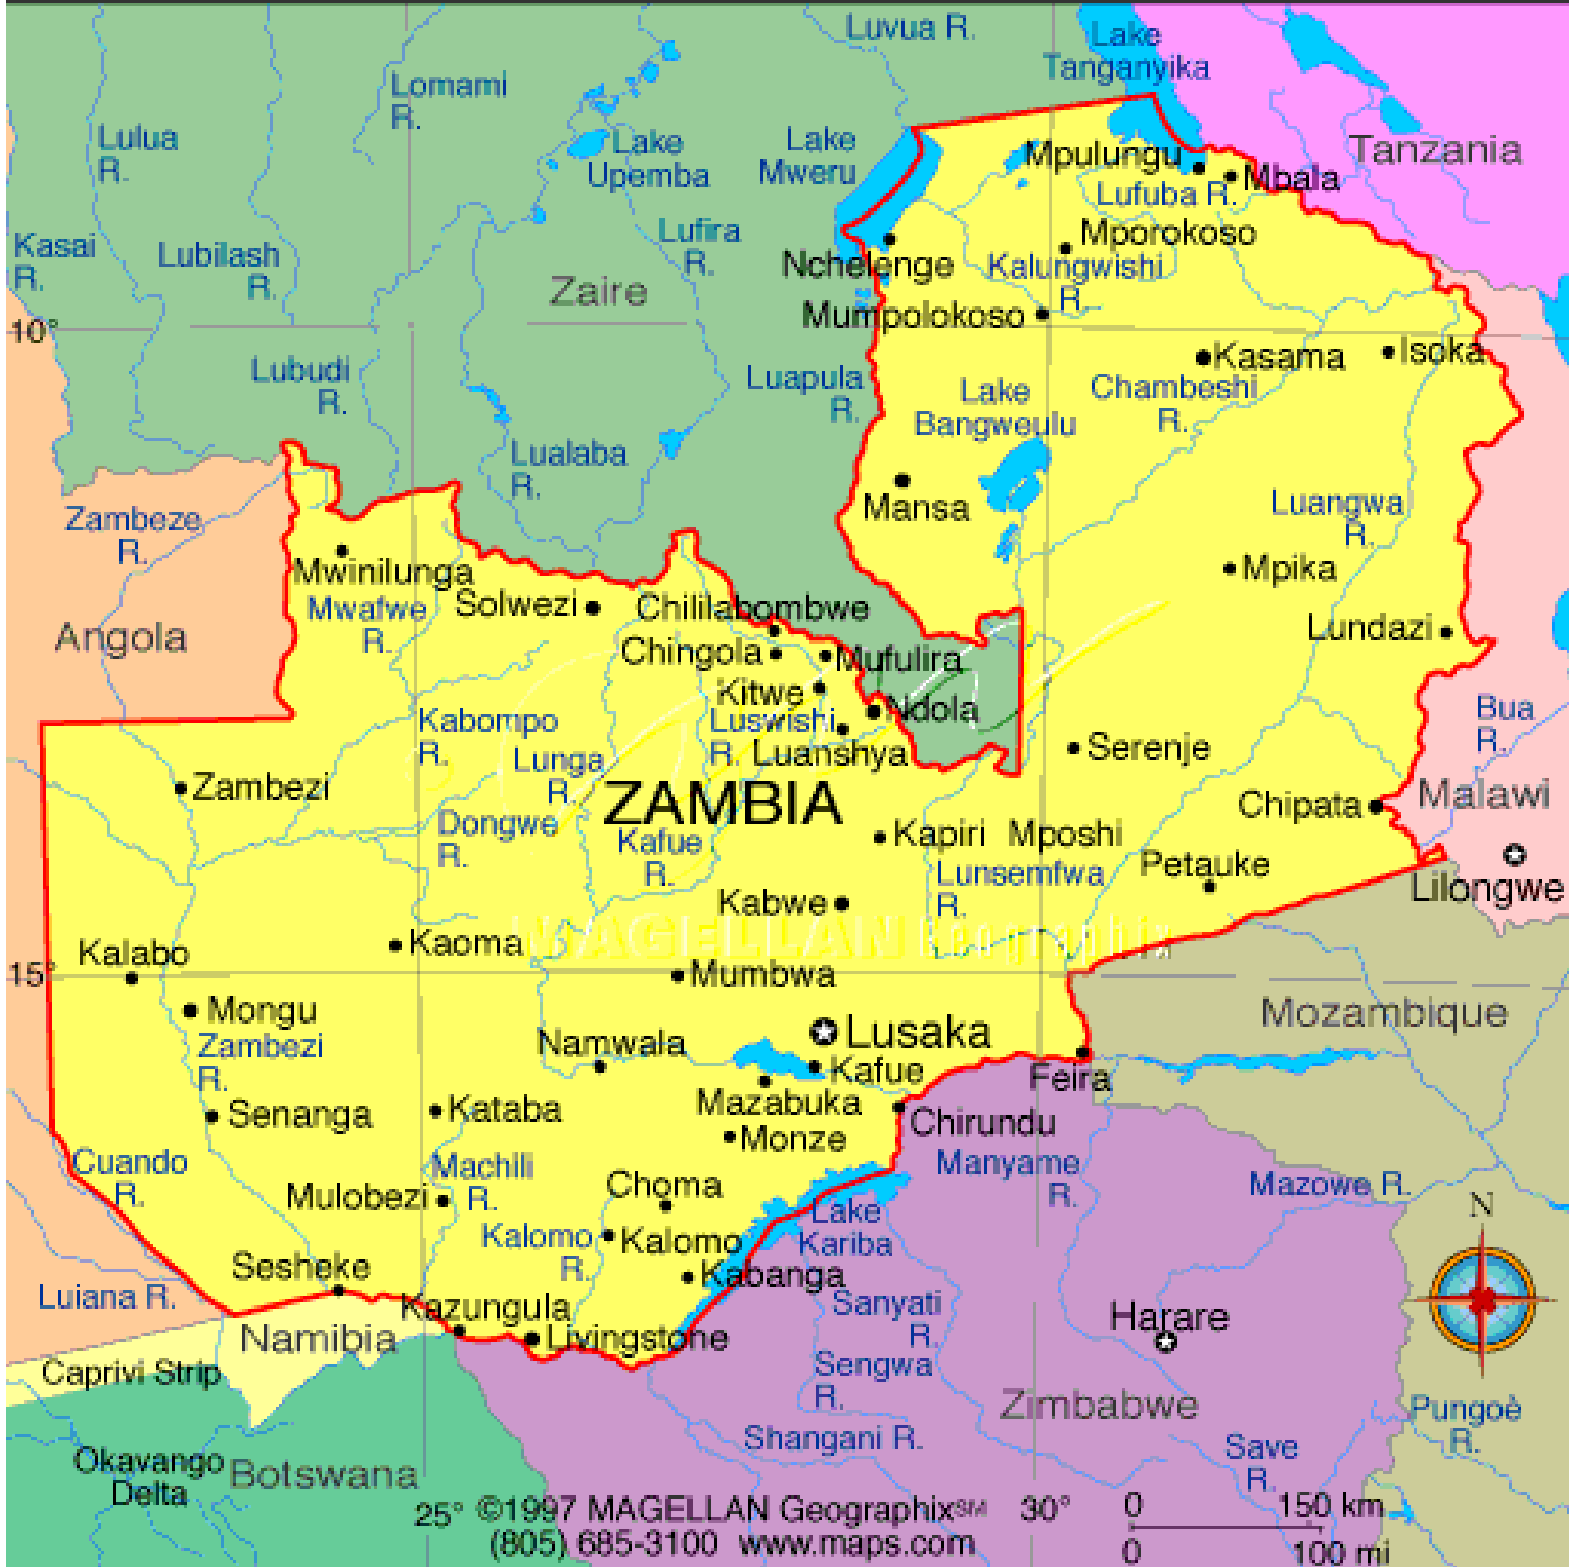 Luvua R.
Lake
Tanganyika
Lomami
R.
Lulua
R.
Lake
Upemba
Lake
Mweru
Mpulungu
Tanzania
Mbala
Lufuba R.
Kasai
R.
Lubilash
R.
Lufira
R.
Mporokoso
Nchelenge
Kalungwishi
R.
Zaire
Mumpolokoso
10°
Kasama
Isoka
Lubudi
R.
Luapula
R.
Lake
Bangweulu
Chambeshi
R.
Lualaba
R.
Mansa
Luangwa
R.
Zambeze
R.
Mwinilunga
Mpika
Mwafwe
R.
Solwezi
Chililabombwe
Angola
Lundazi
Chingola
Mufulira
Kitwe
Ndola
Kabompo
R.
Luswishi
R.
Bua
R.
Lunga
R.
Luanshya
Serenje
Zambezi
ZAMBIA
Chipata
Malawi
Dongwe
R.
Kafue
R.
Kapiri Mposhi
Lunsemfwa
R.
Petauke
Lilongwe
Kabwe
MAGELLAN Geographix
Kalabo
Kaoma
15°
Mumbwa
Mongu
Mozambique
Zambezi
R.
Namwala
Lusaka
Kafue
Feira
Senanga
Kataba
Mazabuka
Chirundu
Monze
Cuando
R.
Machili
R.
Manyame
R.
Mulobezi
Choma
Mazowe R.
Lake
Kariba
N
Kalomo
R.
Kalomo
Sesheke
Kabanga
Luiana R.
Kazungula
Sanyati
R.
Harare
Namibia
Livingstone
Caprivi Strip
Sengwa
R.
Zimbabwe
Pungoè
R.
Shangani R.
Save
R.
Okavango
Delta
Botswana
25° ©1997 MAGELLAN Geographix SM 30° 0 150 km
(805) 685-3100 www.maps.com 0 100 mi